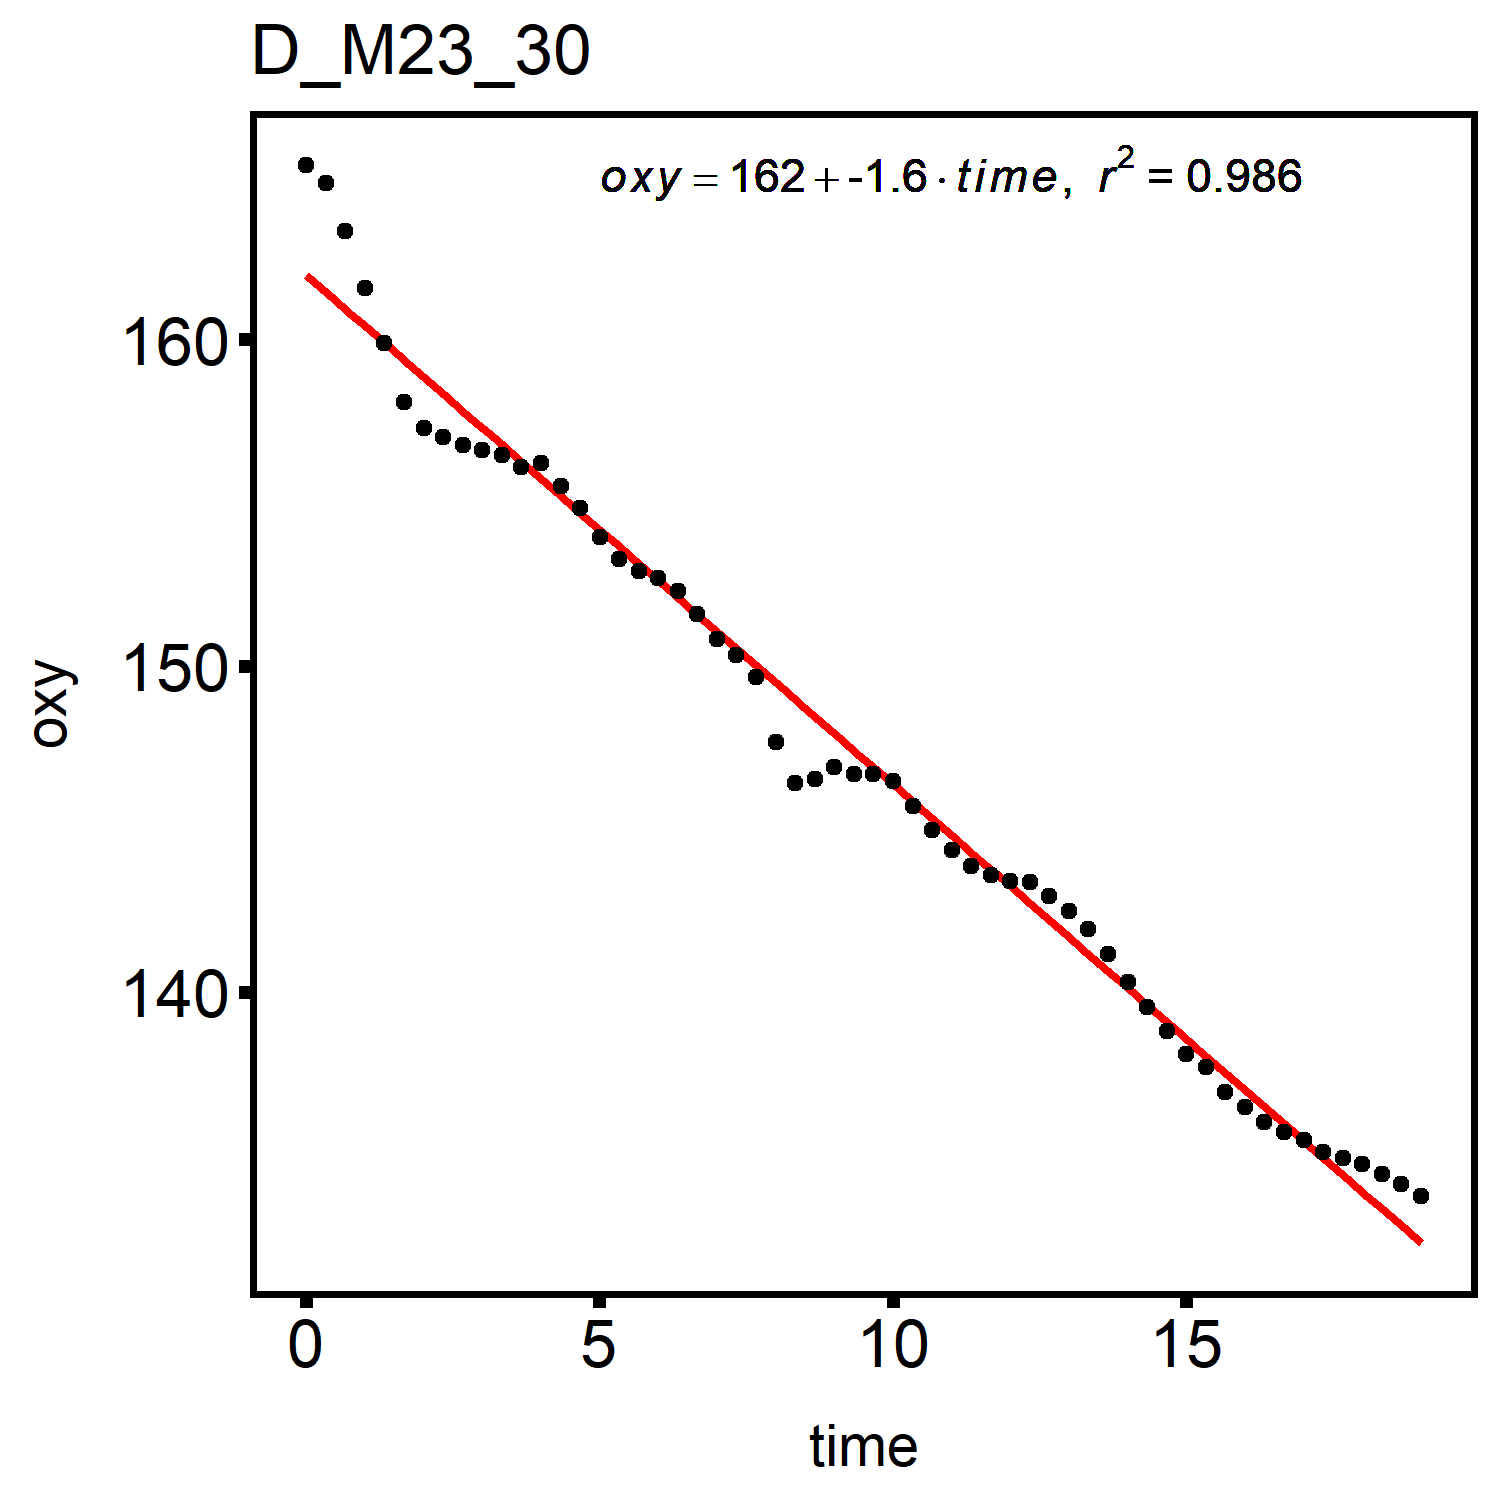 D_M23_30
oxy = 162 + -1.6 · time, r² = 0.986
160
150
140
oxy
0 5 10 15
time